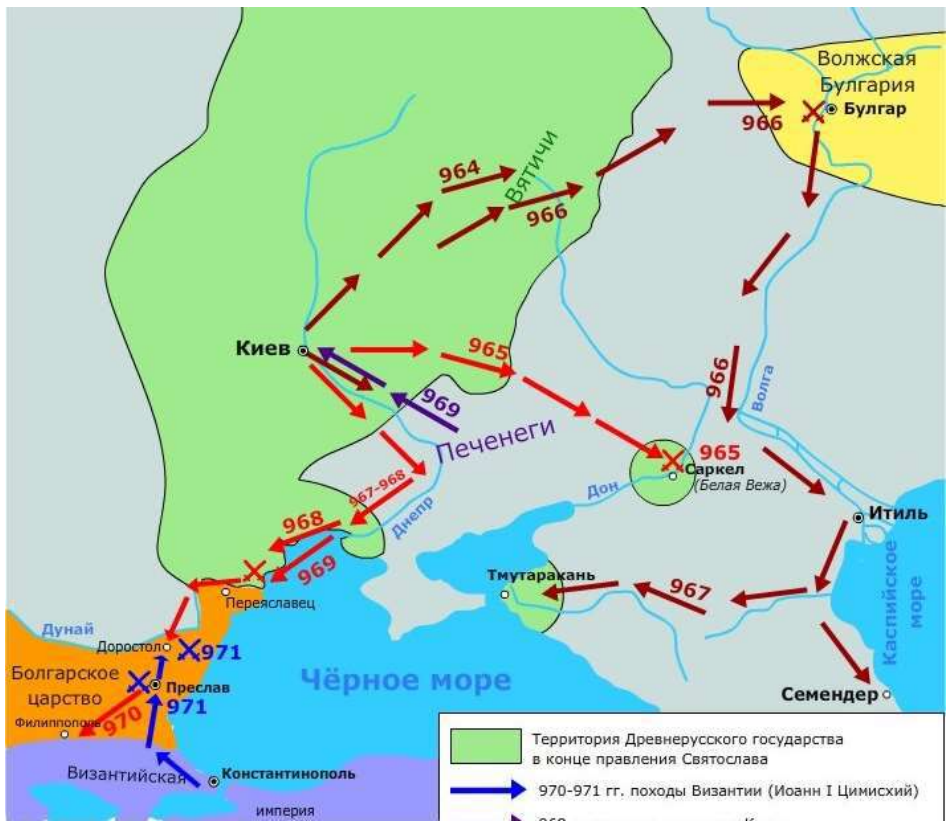 Волжская
Булгария
Булгар
966
964
Вятичи
966
Киев
965
969
Печенеги
966
Волга
965
Саркел
(Белая Вежа)
Дон
967-968
Днепр
968
969
Итиль
Каспийское
море
Тмутаракань
967
Переяславец
Дунай
Доростол
971
Болгарское
царство
Преслав
971
Чёрное море
Семендер
970
Филиппополь
Византийская
империя
Константинополь
Территория Древнерусского государства
в конце правления Святослава
970-971 гг. походы Византии (Иоанн I Цимисхий)